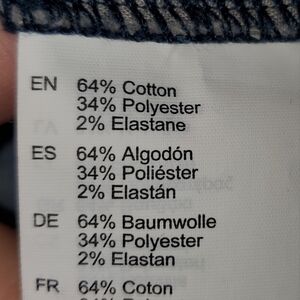 EN 64% Cotton
34% Polyester
2% Elastane
ES 64% Algodón
34% Poliéster
2% Elastán
DE 64% Baumwolle
34% Polyester
2% Elastan
FR 64% Coton